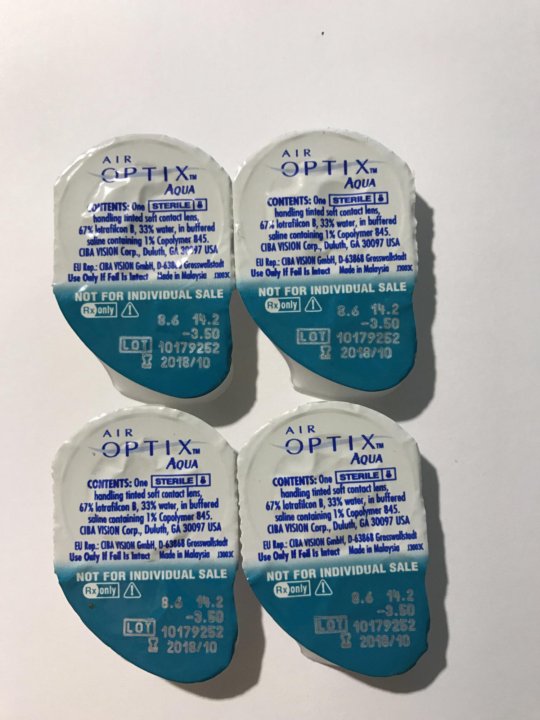 AIR
OPTIX™
AQUA
CONTENTS: One STERILE
handling tinted soft contact lens,
67% lotrafilcon B, 33% water, in buffered
saline containing 1% Copolymer 845.
CIBA VISION Corp., Duluth, GA 30097 USA
EU Rep.: CIBA VISION GmbH, D-63868 Grosswallstadt
Use Only If Foil Is Intact Made in Malaysia
NOT FOR INDIVIDUAL SALE
Rx only
8.6 14.2
-3.50
LOT 10179252
2018/10
AIR
OPTIX™
AQUA
CONTENTS: One STERILE
handling tinted soft contact lens,
67% lotrafilcon B, 33% water, in buffered
saline containing 1% Copolymer 845.
CIBA VISION Corp., Duluth, GA 30097 USA
EU Rep.: CIBA VISION GmbH, D-63868 Grosswallstadt
Use Only If Foil Is Intact Made in Malaysia
NOT FOR INDIVIDUAL SALE
Rx only
8.6 14.2
-3.50
LOT 10179252
2018/10
AIR
OPTIX™
AQUA
CONTENTS: One STERILE
handling tinted soft contact lens,
67% lotrafilcon B, 33% water, in buffered
saline containing 1% Copolymer 845.
CIBA VISION Corp., Duluth, GA 30097 USA
EU Rep.: CIBA VISION GmbH, D-63868 Grosswallstadt
Use Only If Foil Is Intact Made in Malaysia
NOT FOR INDIVIDUAL SALE
Rx only
8.6 14.2
-3.50
LOT 10179252
2018/10
AIR
OPTIX™
AQUA
CONTENTS: One STERILE
handling tinted soft contact lens,
67% lotrafilcon B, 33% water, in buffered
saline containing 1% Copolymer 845.
CIBA VISION Corp., Duluth, GA 30097 USA
EU Rep.: CIBA VISION GmbH, D-63868 Grosswallstadt
Use Only If Foil Is Intact Made in Malaysia
NOT FOR INDIVIDUAL SALE
Rx only
8.6 14.2
-3.50
LOT 10179252
2018/10